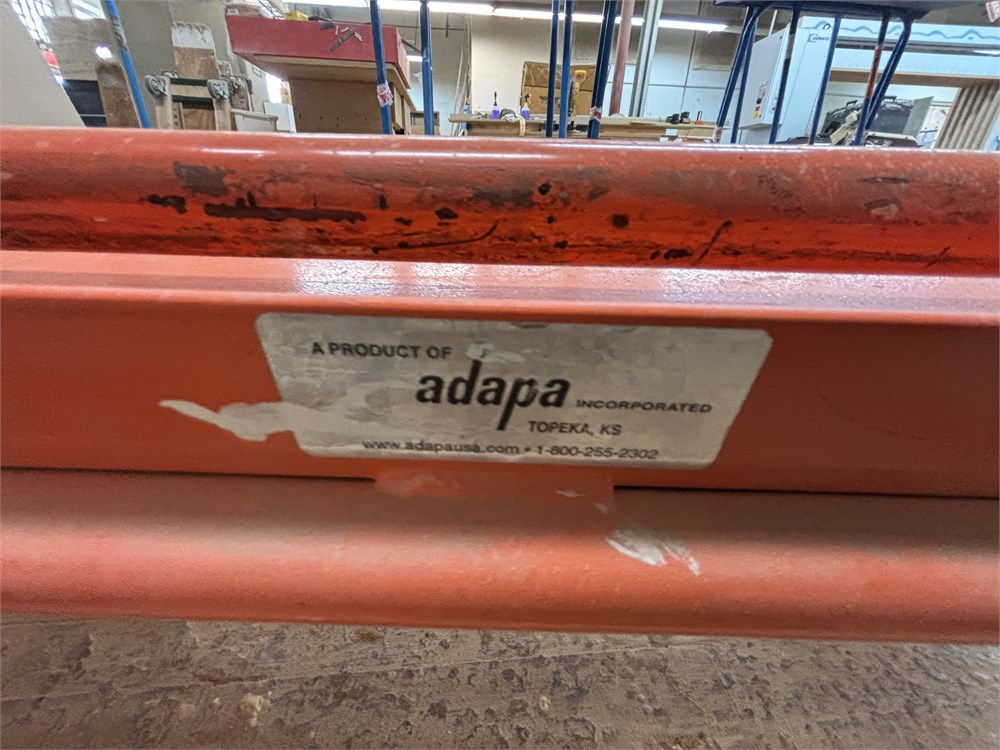 A PRODUCT OF
adapa INCORPORATED
TOPEKA, KS
www.adapausa.com • 1-800-255-2302